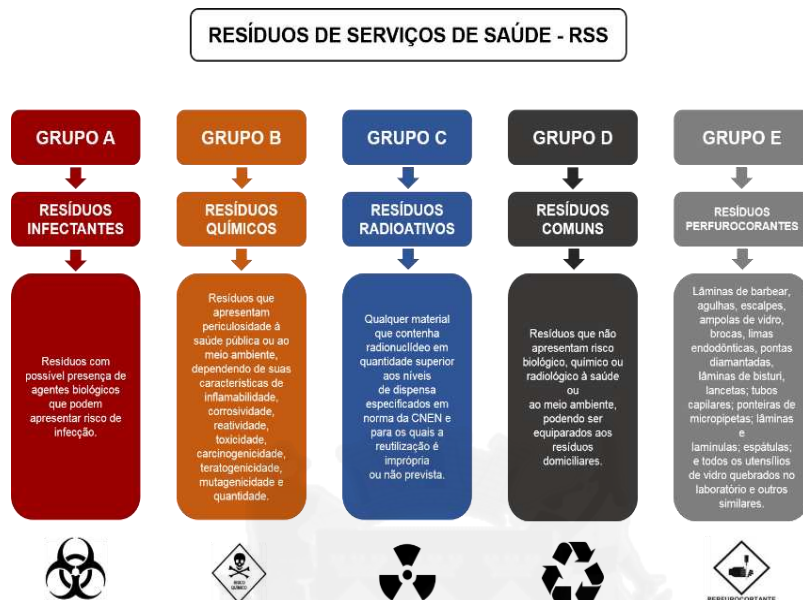 RESÍDUOS DE SERVIÇOS DE SAÚDE - RSS
GRUPO A
RESÍDUOS
INFECTANTES
Resíduos com
possível presença de
agentes biológicos
que podem
apresentar risco de
infecção.
GRUPO B
RESÍDUOS
QUÍMICOS
Resíduos que
apresentam
periculosidade à
saúde pública ou ao
meio ambiente,
dependendo de suas
características de
inflamabilidade,
corrosividade,
reatividade,
toxicidade,
carcinogenicidade,
teratogenicidade,
mutagenicidade e
quantidade.
RISCO
QUÍMICO
GRUPO C
RESÍDUOS
RADIOATIVOS
Qualquer material
que contenha
radionuclídeo em
quantidade superior
aos níveis
de dispensa
especificados em
norma da CNEN e
para os quais a
reutilização é
imprópria
ou não prevista.
GRUPO D
RESÍDUOS
COMUNS
Resíduos que não
apresentam risco
biológico, químico ou
radiológico à saúde
ou
ao meio ambiente,
podendo ser
equiparados aos
resíduos
domiciliares.
GRUPO E
RESÍDUOS
PERFUROCORANTES
Lâminas de barbear,
agulhas, escalpes,
ampolas de vidro,
brocas, limas
endodônticas, pontas
diamantadas,
lâminas de bisturi,
lancetas; tubos
capilares; ponteiras de
micropipetas; lâminas
e
lamínulas; espátulas;
e todos os utensílios
de vidro quebrados no
laboratório e outros
similares.
PERFUROCORTANTE